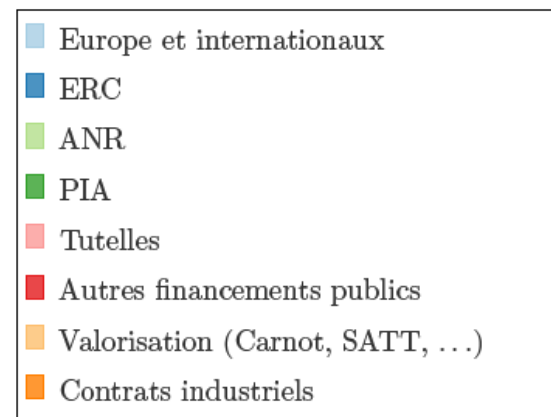 Europe et internationaux
ERC
ANR
PIA
Tutelles
Autres financements publics
Valorisation (Carnot, SATT, ...)
Contrats industriels